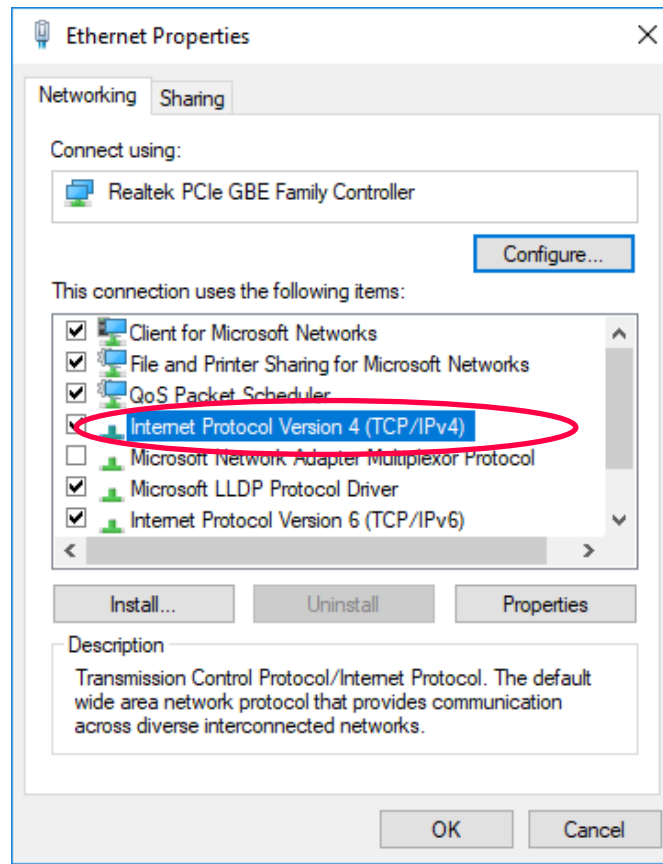 Ethernet Properties
Networking
Sharing
Connect using:
Realtek PCIe GBE Family Controller
Configure...
This connection uses the following items:
Client for Microsoft Networks
File and Printer Sharing for Microsoft Networks
QoS Packet Scheduler
Internet Protocol Version 4 (TCP/IPv4)
Microsoft Network Adapter Multiplexor Protocol
Microsoft LLDP Protocol Driver
Internet Protocol Version 6 (TCP/IPv6)
Install...
Uninstall
Properties
Description
Transmission Control Protocol/Internet Protocol. The default
wide area network protocol that provides communication
across diverse interconnected networks.
OK
Cancel